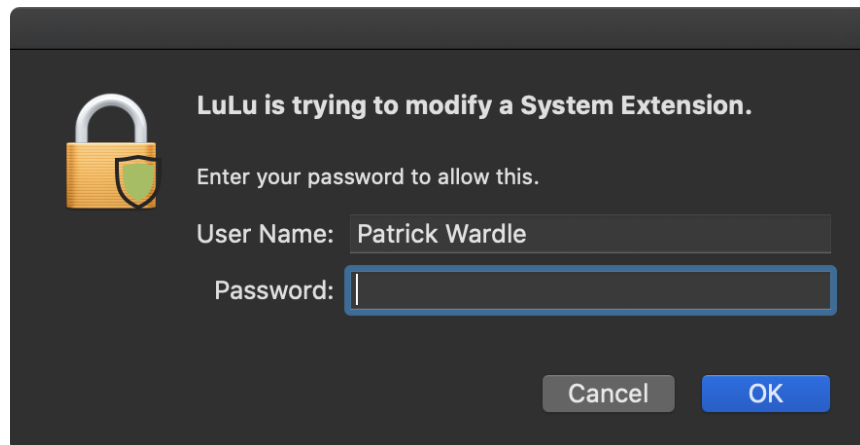 LuLu is trying to modify a System Extension.
Enter your password to allow this.
User Name: Patrick Wardle
Password:
Cancel OK